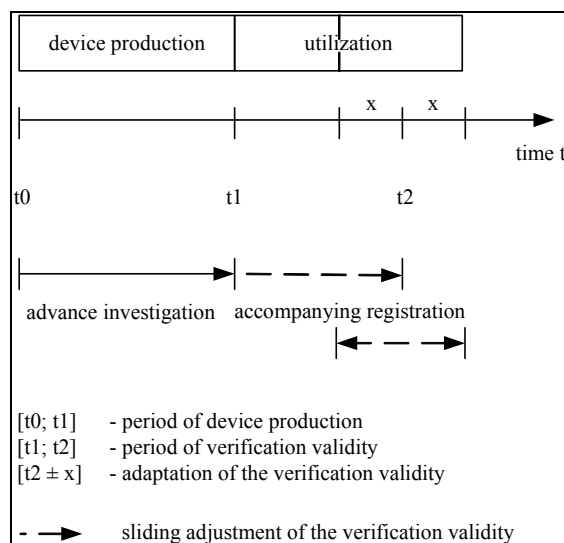 device production utilization
x x
time t
t0 t1 t2
advance investigation accompanying registration
[t0; t1] - period of device production
[t1; t2] - period of verification validity
[t2 ± x] - adaptation of the verification validity
sliding adjustment of the verification validity